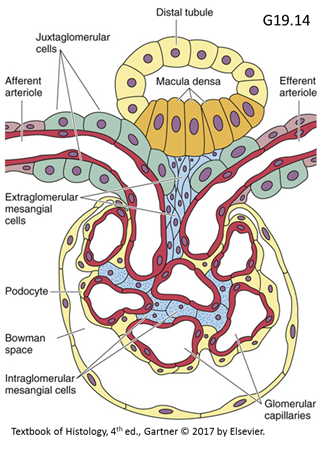 G19.14
Distal tubule
Juxtaglomerular
cells
Afferent
arteriole
Macula densa
Efferent
arteriole
Extraglomerular
mesangial
cells
Podocyte
Bowman
space
Intraglomerular
mesangial cells
Glomerular
capillaries
Textbook of Histology, 4th ed., Gartner © 2017 by Elsevier.